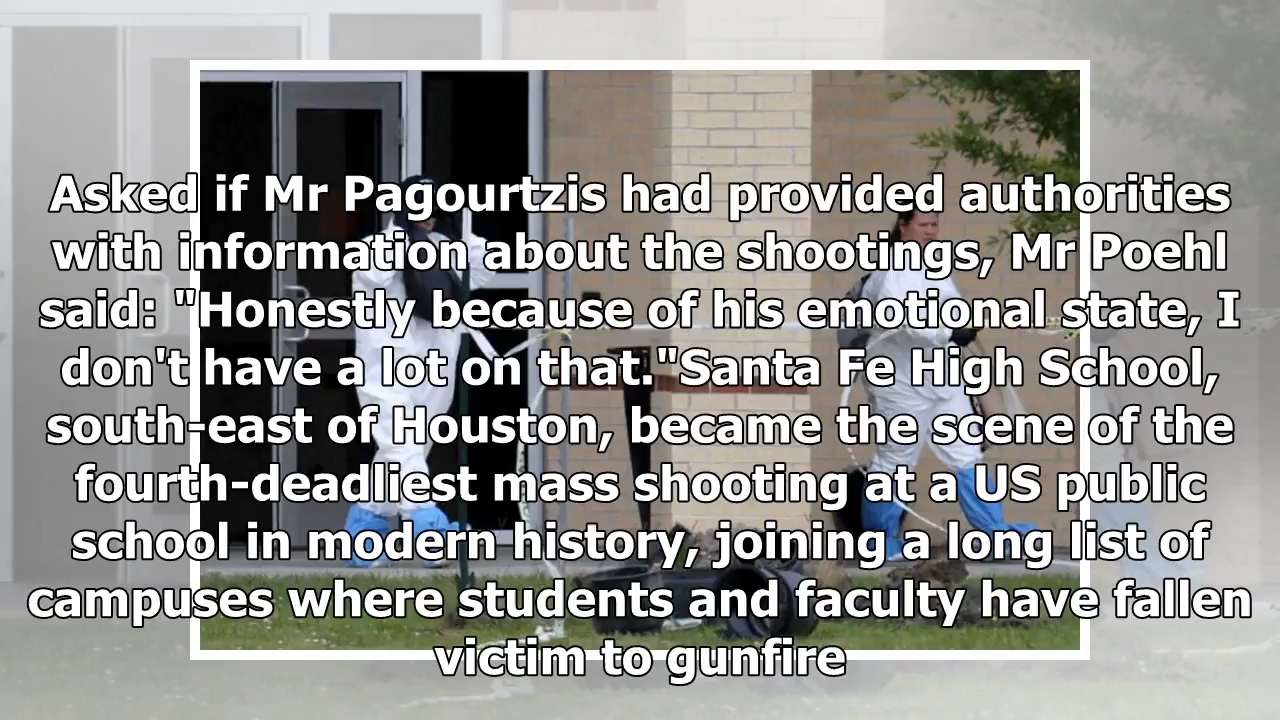 Asked if Mr Pagourtzis had provided authorities
with information about the shootings, Mr Poehl
said: "Honestly because of his emotional state, I
don't have a lot on that."Santa Fe High School,
south-east of Houston, became the scene of the
fourth-deadliest mass shooting at a US public
school in modern history, joining a long list of
campuses where students and faculty have fallen
victim to gunfire